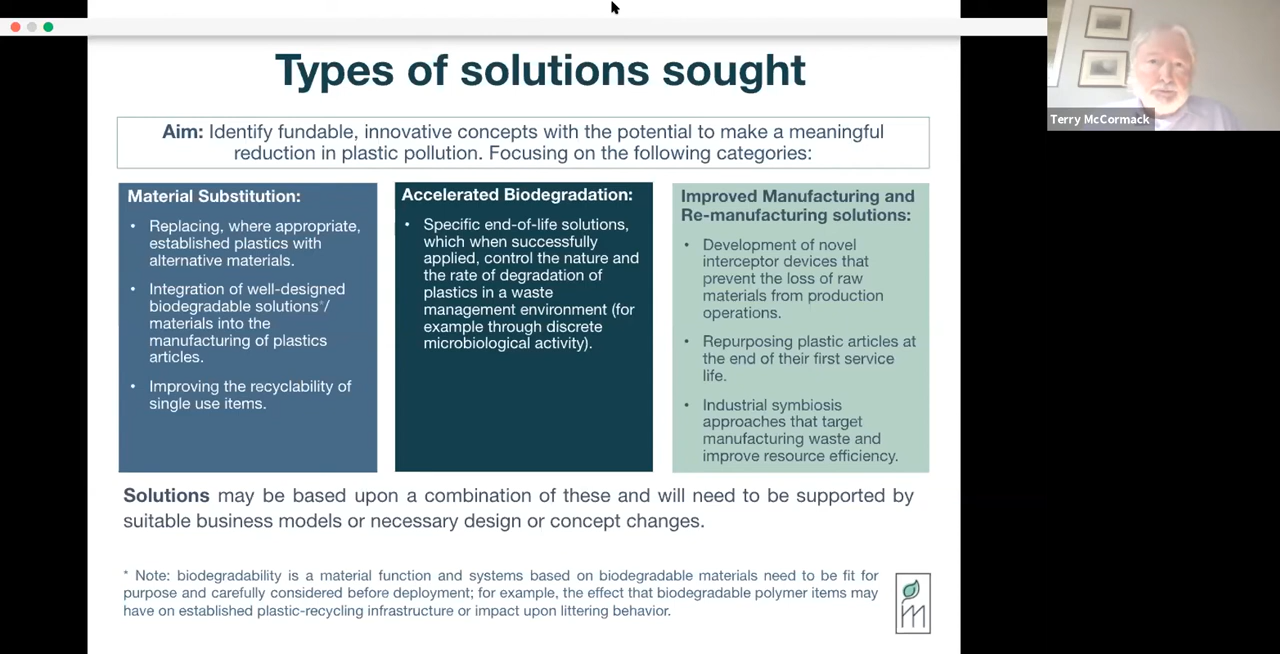 Types of solutions sought
Aim: Identify fundable, innovative concepts with the potential to make a meaningful
reduction in plastic pollution. Focusing on the following categories:
Material Substitution:
• Replacing, where appropriate,
established plastics with
alternative materials.
• Integration of well-designed
biodegradable solutions*/
materials into the
manufacturing of plastics
articles.
• Improving the recyclability of
single use items.
Accelerated Biodegradation:
• Specific end-of-life solutions,
which when successfully
applied, control the nature and
the rate of degradation of
plastics in a waste
management environment (for
example through discrete
microbiological activity).
Improved Manufacturing and
Re-manufacturing solutions:
• Development of novel
interceptor devices that
prevent the loss of raw
materials from production
operations.
• Repurposing plastic articles at
the end of their first service
life.
• Industrial symbiosis
approaches that target
manufacturing waste and
improve resource efficiency.
Solutions may be based upon a combination of these and will need to be supported by
suitable business models or necessary design or concept changes.
* Note: biodegradability is a material function and systems based on biodegradable materials need to be fit for
purpose and carefully considered before deployment; for example, the effect that biodegradable polymer items may
have on established plastic-recycling infrastructure or impact upon littering behavior.
Terry McCormack